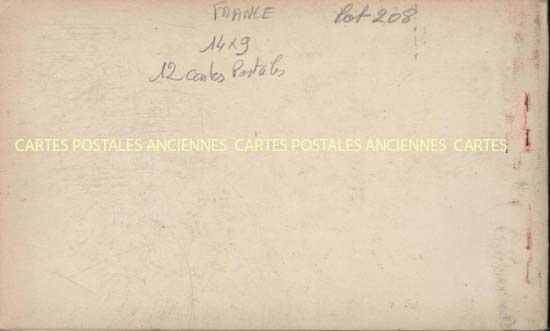 FRANCE Lot 208
14x9
12 cartes Postales
CARTES POSTALES ANCIENNES CARTES POSTALES ANCIENNES CARTES